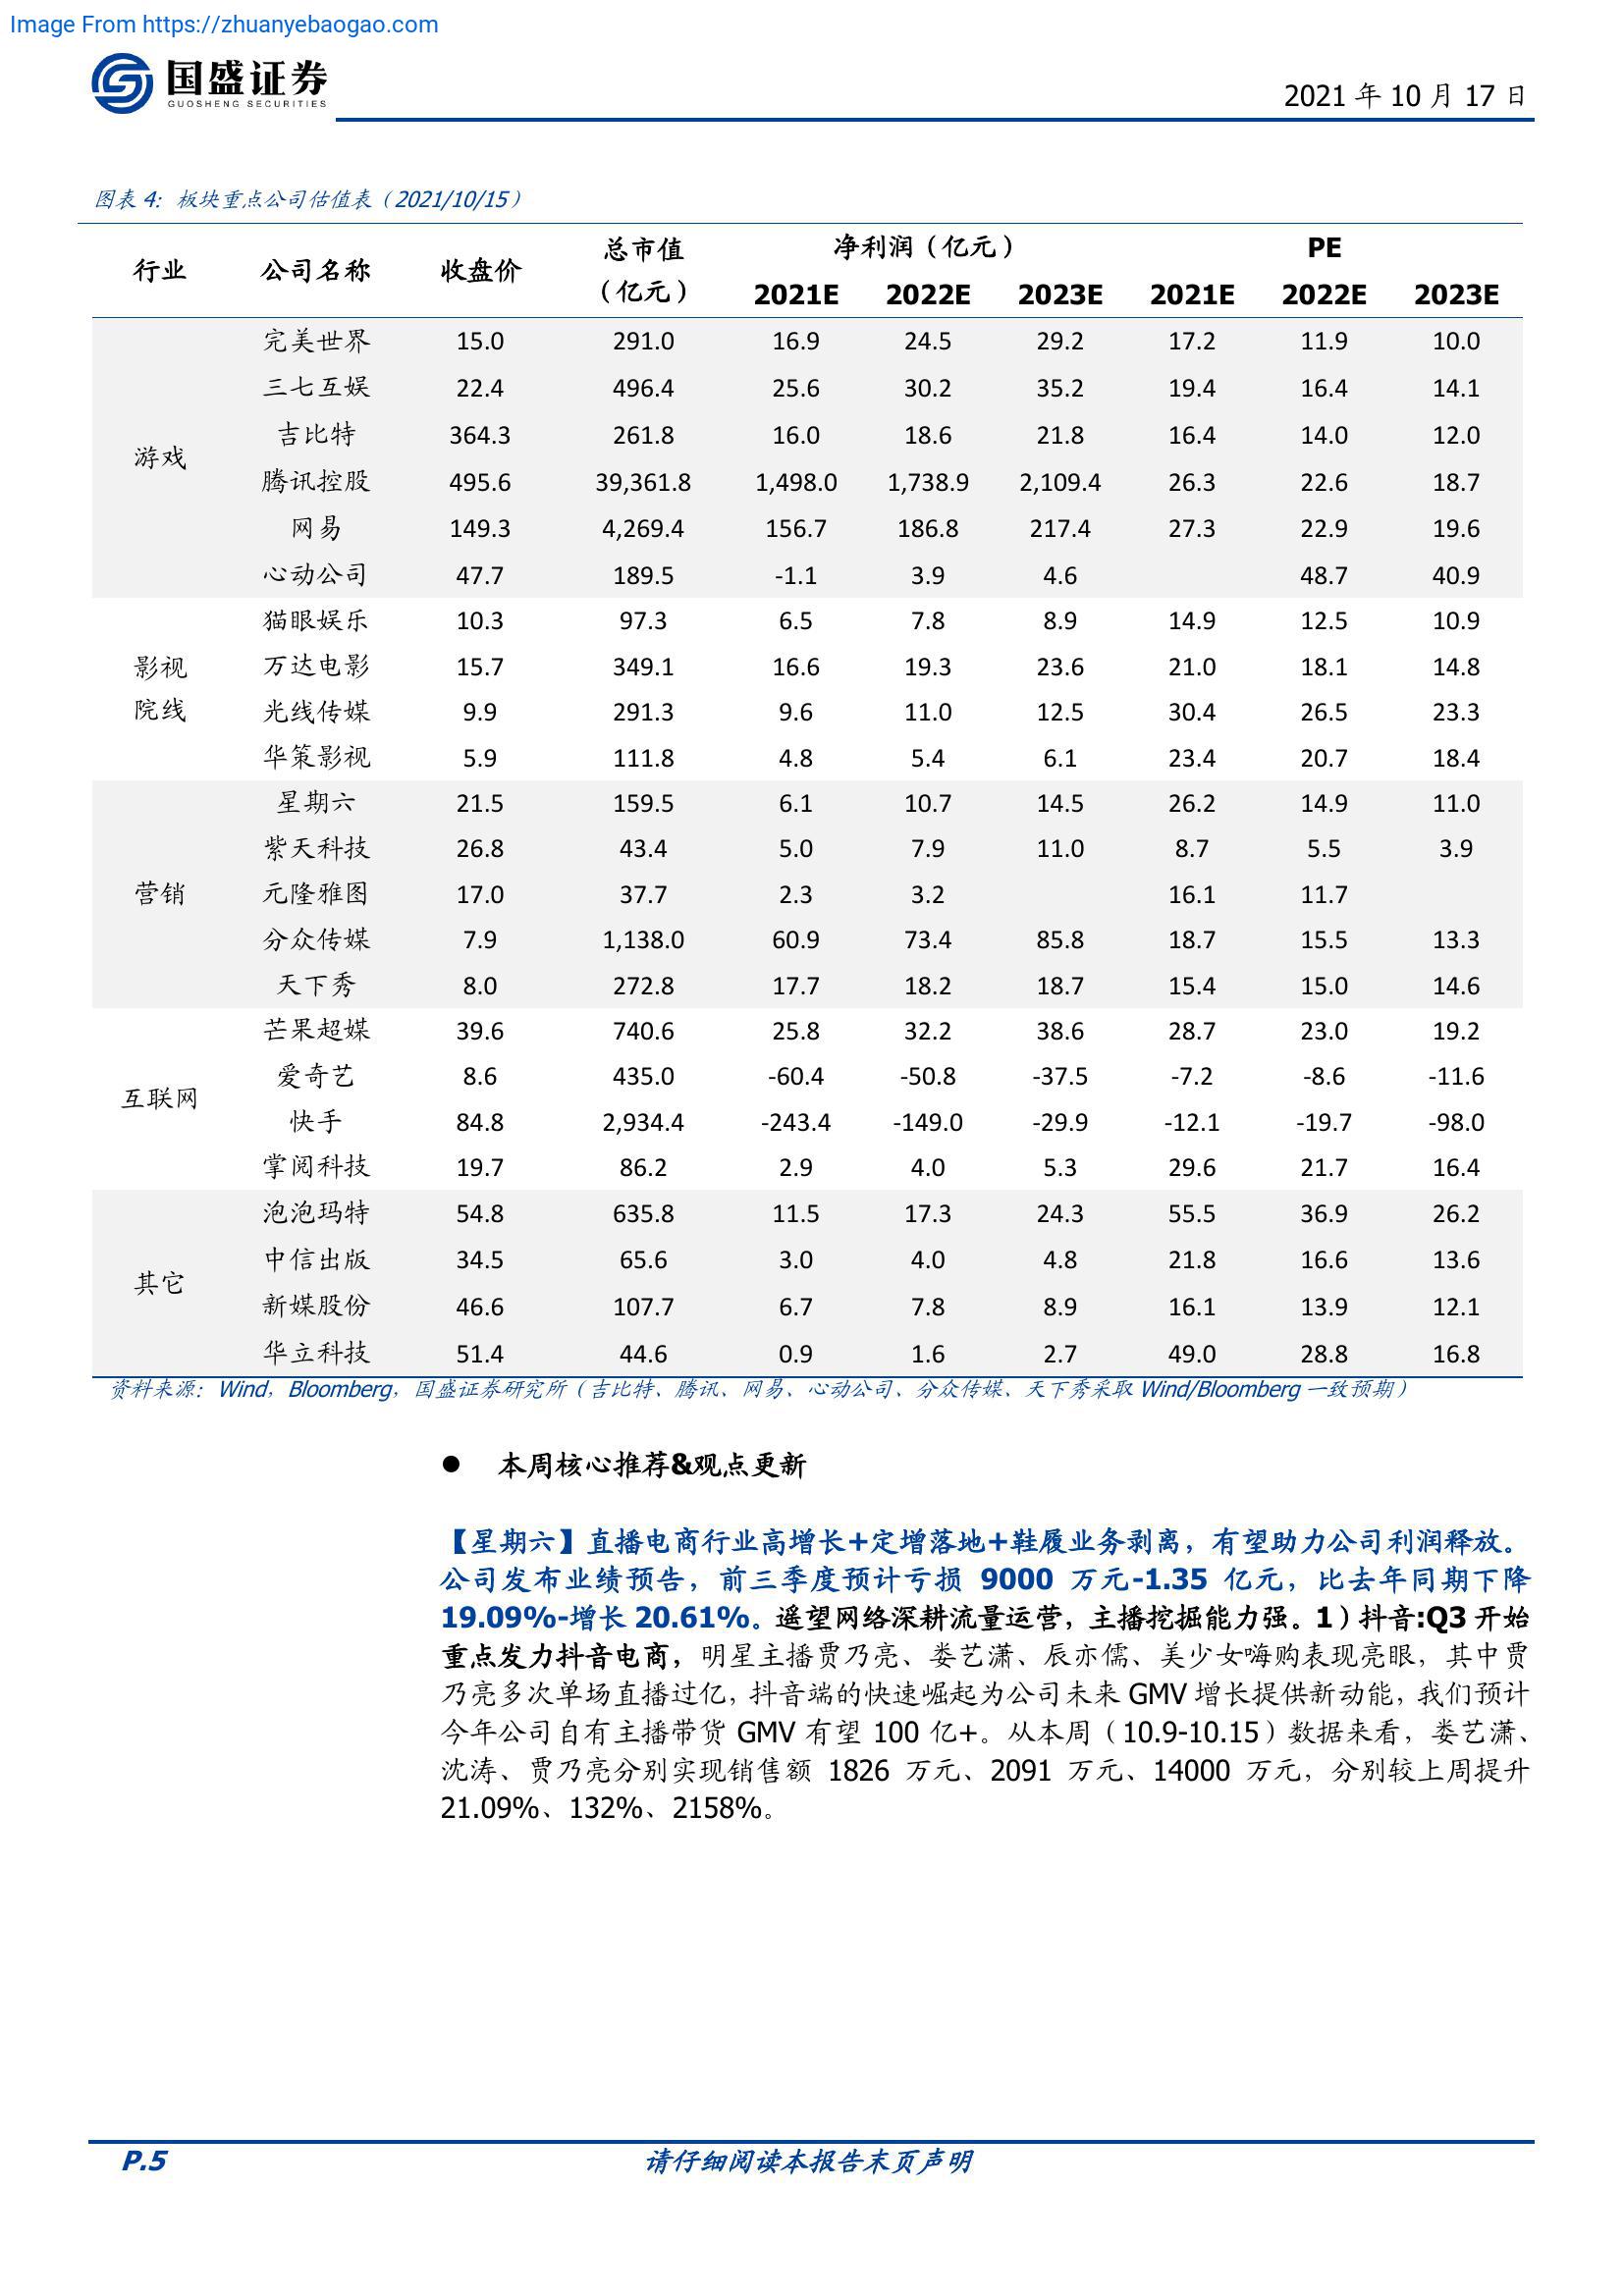 Image From https://zhuanyebaogao.com
国盛证券
GUOSHENG SECURITIES
2021 年 10 月 17 日
图表 4：板块重点公司估值表（2021/10/15）
行业 公司名称 收盘价 总市值（亿元） 净利润（亿元） PE
2021E 2022E 2023E 2021E 2022E 2023E
游戏
完美世界 15.0 291.0 16.9 24.5 29.2 17.2 11.9 10.0
三七互娱 22.4 496.4 25.6 30.2 35.2 19.4 16.4 14.1
吉比特 364.3 261.8 16.0 18.6 21.8 16.4 14.0 12.0
腾讯控股 495.6 39,361.8 1,498.0 1,738.9 2,109.4 26.3 22.6 18.7
网易 149.3 4,269.4 156.7 186.8 217.4 27.3 22.9 19.6
心动公司 47.7 189.5 -1.1 3.9 4.6 48.7 40.9
影视
院线
猫眼娱乐 10.3 97.3 6.5 7.8 8.9 14.9 12.5 10.9
万达电影 15.7 349.1 16.6 19.3 23.6 21.0 18.1 14.8
光线传媒 9.9 291.3 9.6 11.0 12.5 30.4 26.5 23.3
华策影视 5.9 111.8 4.8 5.4 6.1 23.4 20.7 18.4
营销
星期六 21.5 159.5 6.1 10.7 14.5 26.2 14.9 11.0
紫天科技 26.8 43.4 5.0 7.9 11.0 8.7 5.5 3.9
元隆雅图 17.0 37.7 2.3 3.2 16.1 11.7
分众传媒 7.9 1,138.0 60.9 73.4 85.8 18.7 15.5 13.3
天下秀 8.0 272.8 17.7 18.2 18.7 15.4 15.0 14.6
互联网
芒果超媒 39.6 740.6 25.8 32.2 38.6 28.7 23.0 19.2
爱奇艺 8.6 435.0 -60.4 -50.8 -37.5 -7.2 -8.6 -11.6
快手 84.8 2,934.4 -243.4 -149.0 -29.9 -12.1 -19.7 -98.0
掌阅科技 19.7 86.2 2.9 4.0 5.3 29.6 21.7 16.4
其它
泡泡玛特 54.8 635.8 11.5 17.3 24.3 55.5 36.9 26.2
中信出版 34.5 65.6 3.0 4.0 4.8 21.8 16.6 13.6
新媒股份 46.6 107.7 6.7 7.8 8.9 16.1 13.9 12.1
华立科技 51.4 44.6 0.9 1.6 2.7 49.0 28.8 16.8
资料来源：Wind，Bloomberg，国盛证券研究所（吉比特、腾讯、网易、心动公司、分众传媒、天下秀采取 Wind/Bloomberg 一致预期）
● 本周核心推荐&观点更新
【星期六】直播电商行业高增长+定增落地+鞋履业务剥离，有望助力公司利润释放。
公司发布业绩预告，前三季度预计亏损 9000 万元-1.35 亿元，比去年同期下降
19.09%-增长 20.61%。遥望网络深耕流量运营，主播挖掘能力强。1）抖音:Q3 开始
重点发力抖音电商，明星主播贾乃亮、娄艺潇、辰亦儒、美少女嗨购表现亮眼，其中贾
乃亮多次单场直播过亿，抖音端的快速崛起为公司未来 GMV 增长提供新动能，我们预计
今年公司自有主播带货 GMV 有望 100 亿+。从本周（10.9-10.15）数据来看，娄艺潇、
沈涛、贾乃亮分别实现销售额 1826 万元、2091 万元、14000 万元，分别较上周提升
21.09%、132%、2158%。
P.5 请仔细阅读本报告末页声明